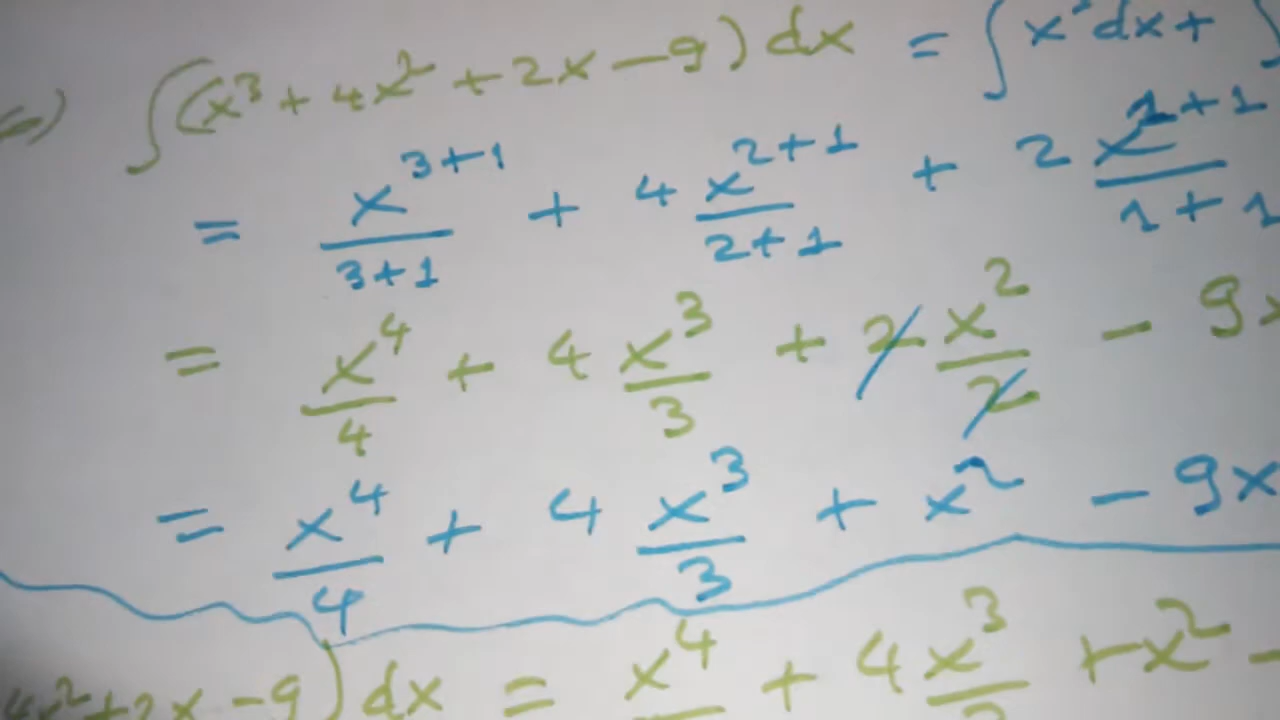 ∫(x³ + 4x² + 2x − 9) dx = ∫ x³dx +
= x³⁺¹/3+1 + 4 x²⁺¹/2+1 + 2 x¹⁺¹/1+1
= x⁴/4 + 4 x³/3 + 2 x²/2 − 9x
= x⁴/4 + 4 x³/3 + x² − 9x
4x²+2x −9) dx = x⁴ + 4 x³ + x² −